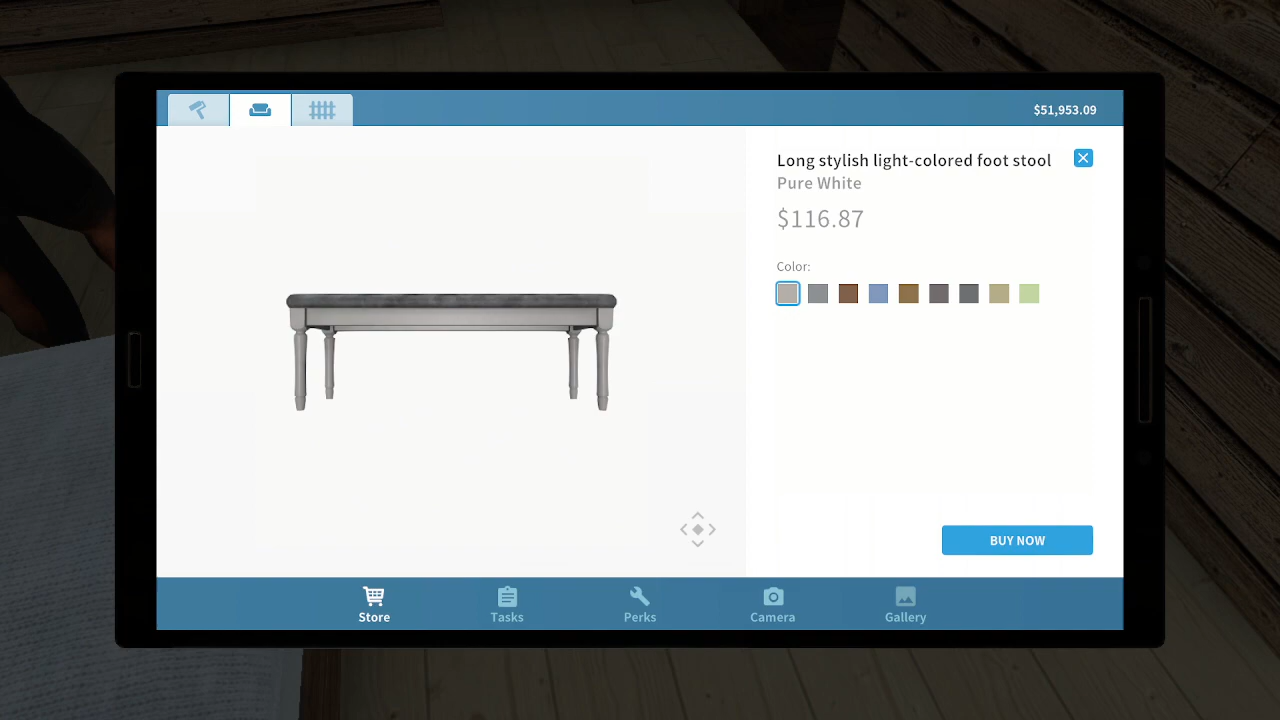 $51,953.09
Long stylish light-colored foot stool
Pure White
$116.87
Color:
BUY NOW
Store
Tasks
Perks
Camera
Gallery